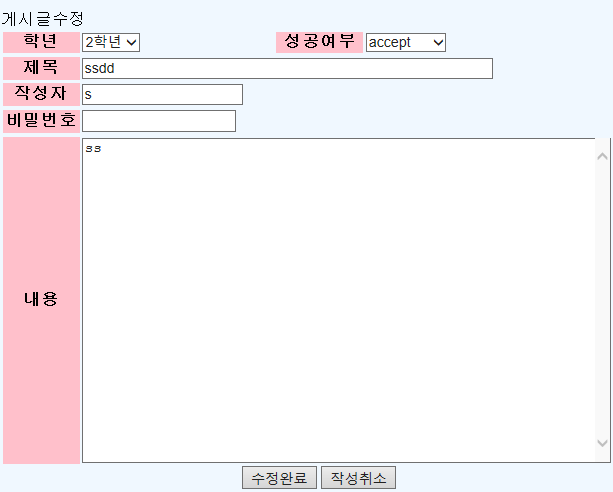 게시글수정
학년 2학년 성공여부 accept
제목 ssdd
작성자 s
비밀번호
ss
내용
수정완료 작성취소